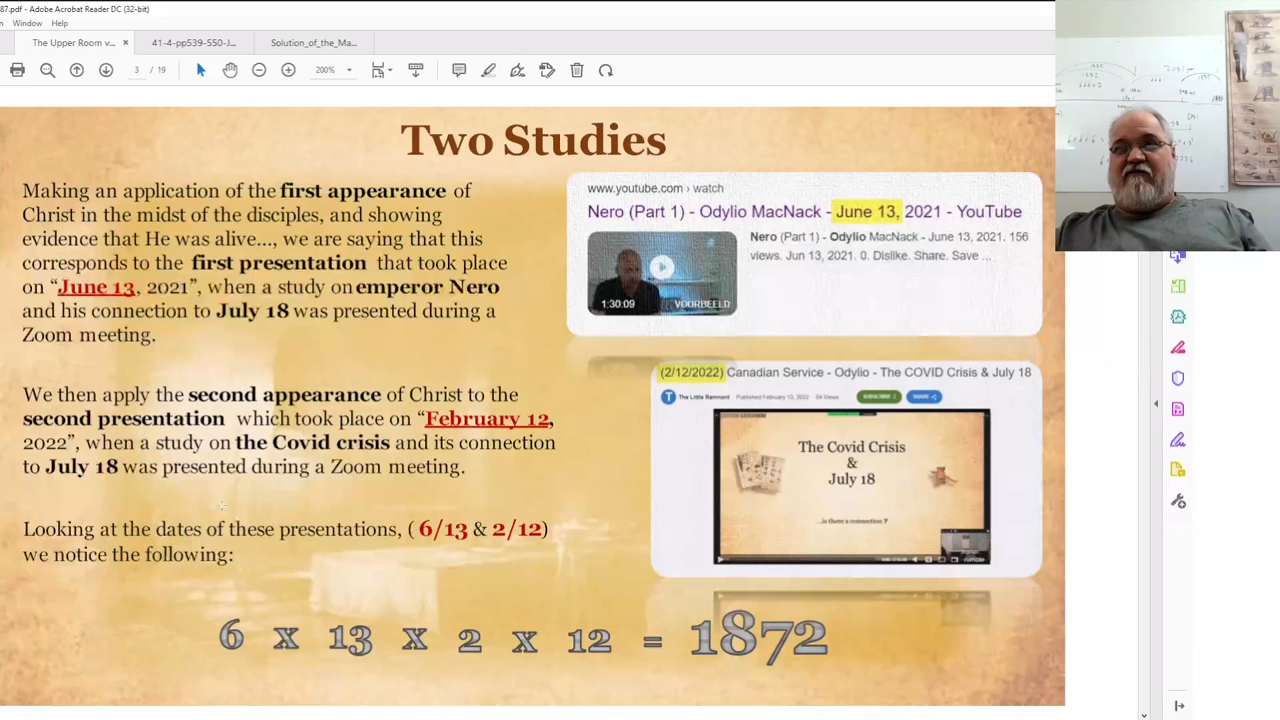 87.pdf - Adobe Acrobat Reader DC (32-bit)
Window Help
The Upper Room v... × 41-4-pp539-550-J... Solution_of_the_Ma...
3 / 19 200%
Two Studies
Making an application of the first appearance of
Christ in the midst of the disciples, and showing
evidence that He was alive..., we are saying that this
corresponds to the first presentation that took place
on “June 13, 2021”, when a study on emperor Nero
and his connection to July 18 was presented during a
Zoom meeting.
We then apply the second appearance of Christ to the
second presentation which took place on “February 12,
2022”, when a study on the Covid crisis and its connection
to July 18 was presented during a Zoom meeting.
Looking at the dates of these presentations, ( 6/13 & 2/12)
we notice the following:
6 x 13 x 2 x 12 = 1872
www.youtube.com › watch
Nero (Part 1) - Odylio MacNack - June 13, 2021 - YouTube
Nero (Part 1) - Odylio MacNack - June 13, 2021. 156
views. Jun 13, 2021. 0. Dislike. Share. Save ...
1:30:09 VOORBEELD
(2/12/2022) Canadian Service - Odylio - The COVID Crisis & July 18
The Little Remnant Published February 13, 2022 · 64 Views
SUBSCRIBE SHARE
The Covid Crisis
&
July 18
...is there a connection ?
rumble